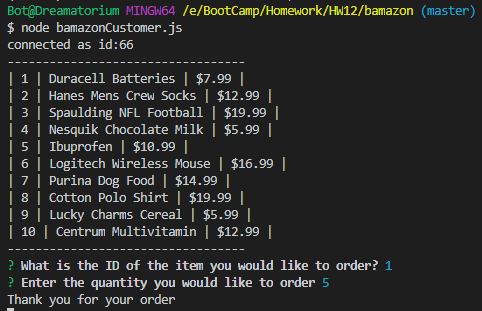 Bot@Dreamatorium MINGW64 /e/BootCamp/Homework/HW12/bamazon (master)
$ node bamazonCustomer.js
connected as id:66
---------------------------------
| 1 | Duracell Batteries | $7.99 |
| 2 | Hanes Mens Crew Socks | $12.99 |
| 3 | Spaulding NFL Football | $19.99 |
| 4 | Nesquik Chocolate Milk | $5.99 |
| 5 | Ibuprofen | $10.99 |
| 6 | Logitech Wireless Mouse | $16.99 |
| 7 | Purina Dog Food | $14.99 |
| 8 | Cotton Polo Shirt | $19.99 |
| 9 | Lucky Charms Cereal | $5.99 |
| 10 | Centrum Multivitamin | $12.99 |
---------------------------------
? What is the ID of the item you would like to order? 1
? Enter the quantity you would like to order 5
Thank you for your order